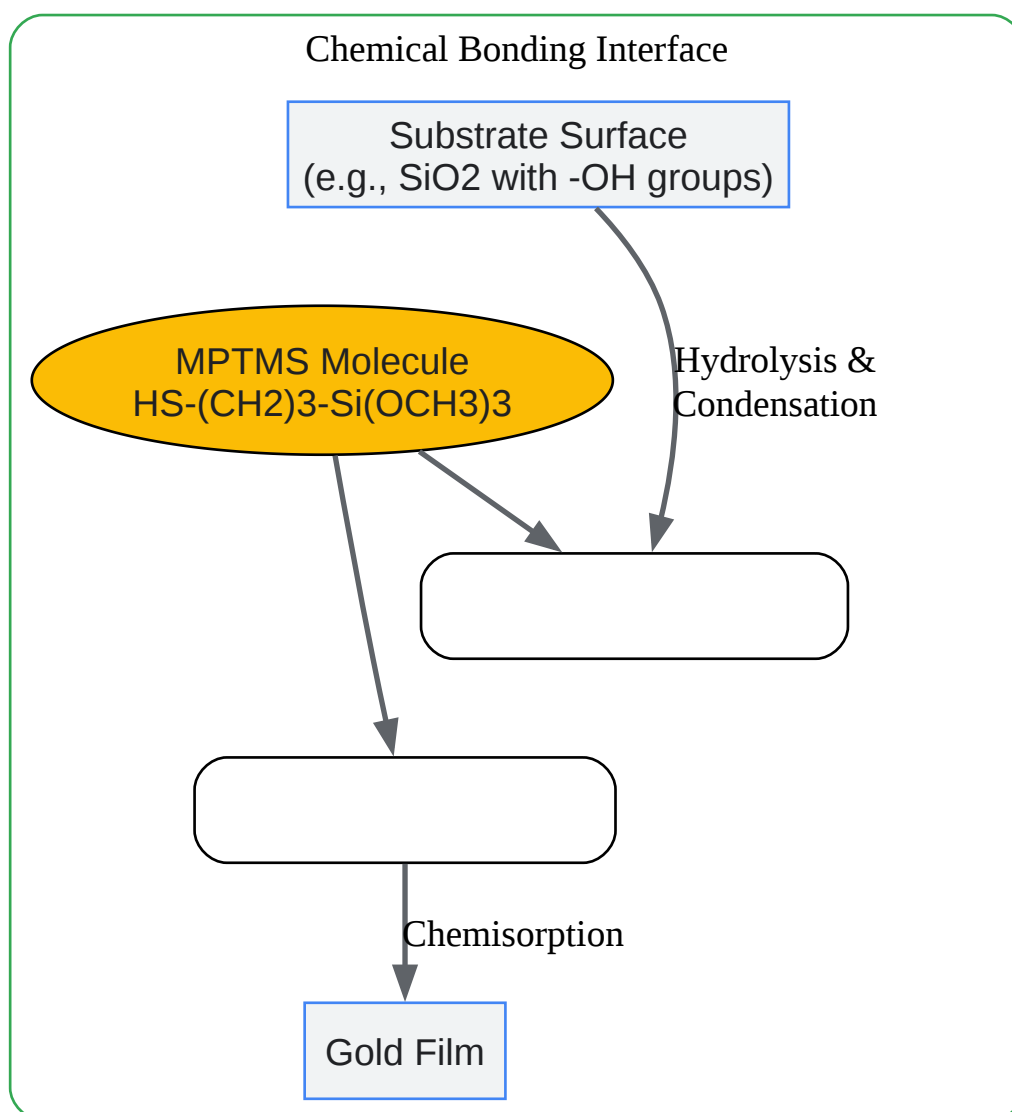 Chemical Bonding Interface
Substrate Surface
(e.g., SiO2 with -OH groups)
MPTMS Molecule
HS-(CH2)3-Si(OCH3)3
Hydrolysis &
Condensation
Chemisorption
Gold Film